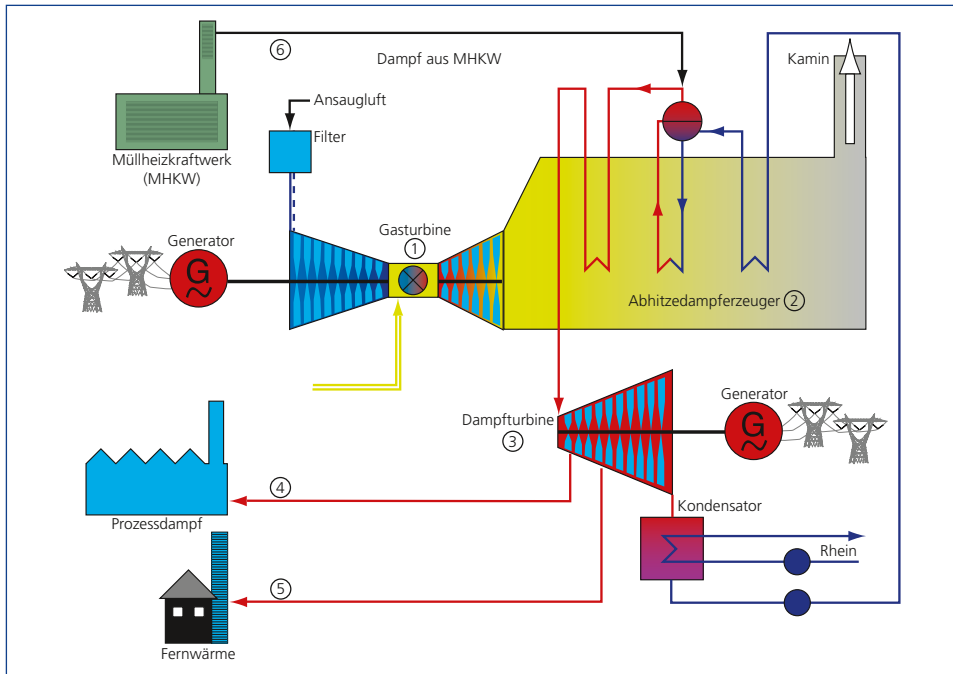 6
Dampf aus MHKW
Kamin
Ansaugluft
Filter
Müllheizkraftwerk
(MHKW)
Generator
Gasturbine
1
G
Abhitzedampferzeuger 2
Generator
Dampfturbine
3
G
4
Prozessdampf
Kondensator
Rhein
5
Fernwärme